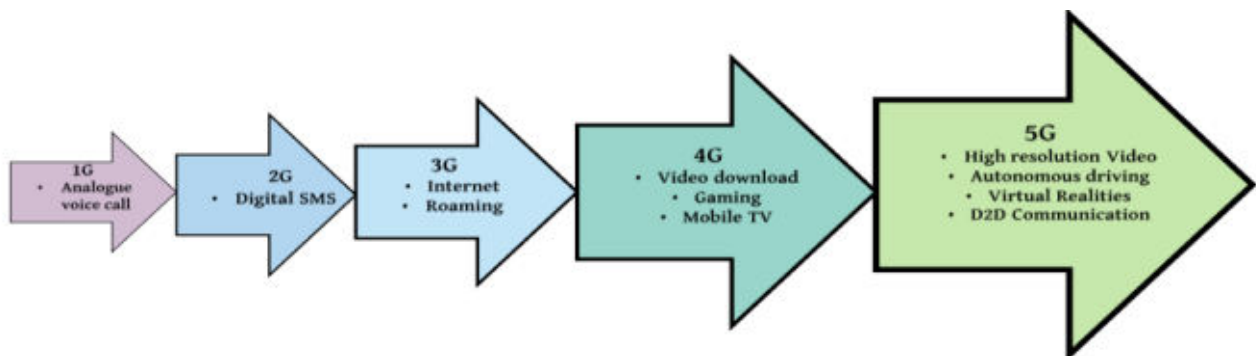 1G
• Analogue
voice call
2G
• Digital SMS
3G
• Internet
• Roaming
4G
• Video download
• Gaming
• Mobile TV
5G
• High resolution Video
• Autonomous driving
• Virtual Realities
• D2D Communication